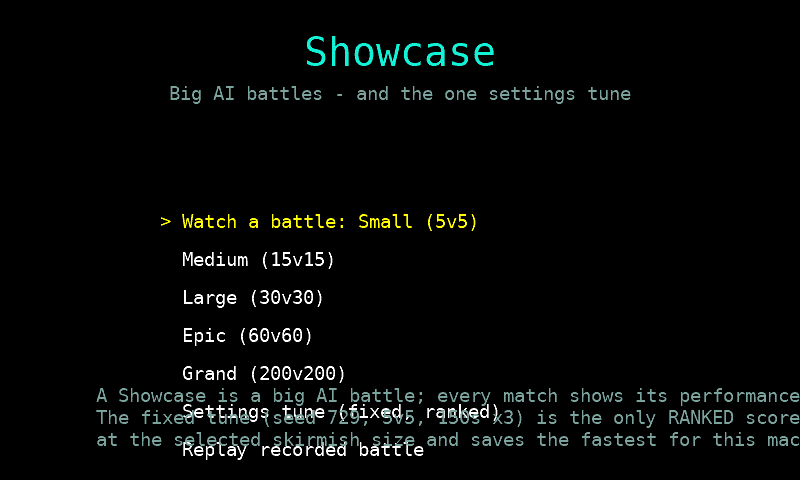 Showcase
Big AI battles - and the one settings tune
> Watch a battle: Small (5v5)
Medium (15v15)
Large (30v30)
Epic (60v60)
Grand (200v200)
A Showcase is a big AI battle; every match shows its performance
Settings tune (fixed, ranked)
The fixed tune (seed 729, 5v5, 150s x3) is the only RANKED score
at the selected skirmish size and saves the fastest for this mac
Replay recorded battle